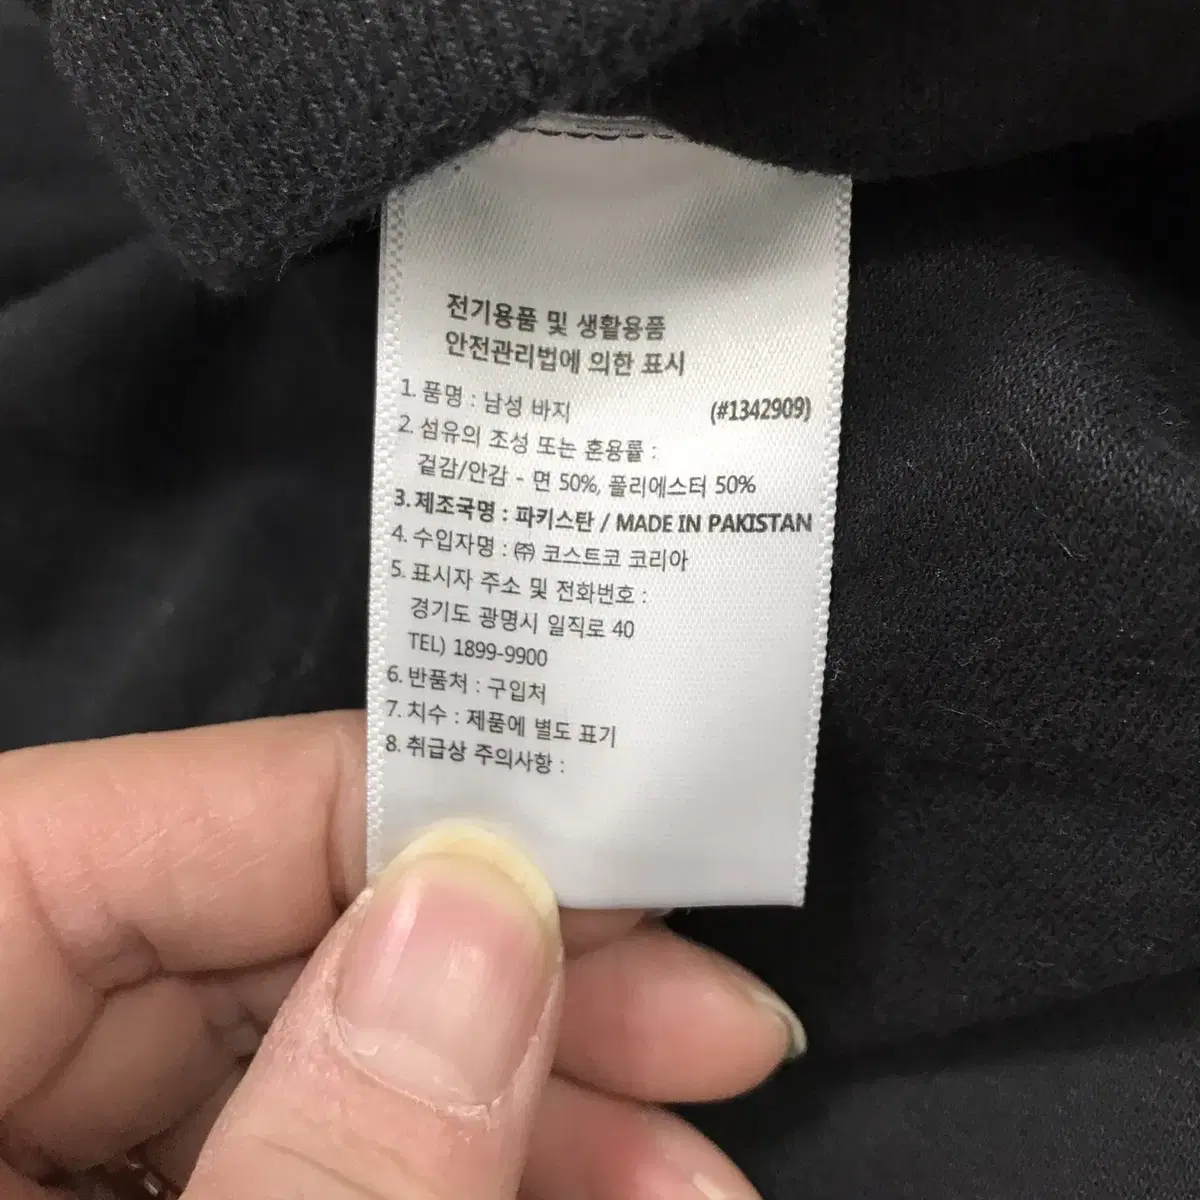 전기용품 및 생활용품
안전관리법에 의한 표시
1. 품명 : 남성 바지 (#1342909)
2. 섬유의 조성 또는 혼용률 :
겉감/안감 - 면 50%, 폴리에스터 50%
3. 제조국명 : 파키스탄 / MADE IN PAKISTAN
4. 수입자명 : ㈜ 코스트코 코리아
5. 표시자 주소 및 전화번호 :
경기도 광명시 일직로 40
TEL) 1899-9900
6. 반품처 : 구입처
7. 치수 : 제품에 별도 표기
8. 취급상 주의사항 :